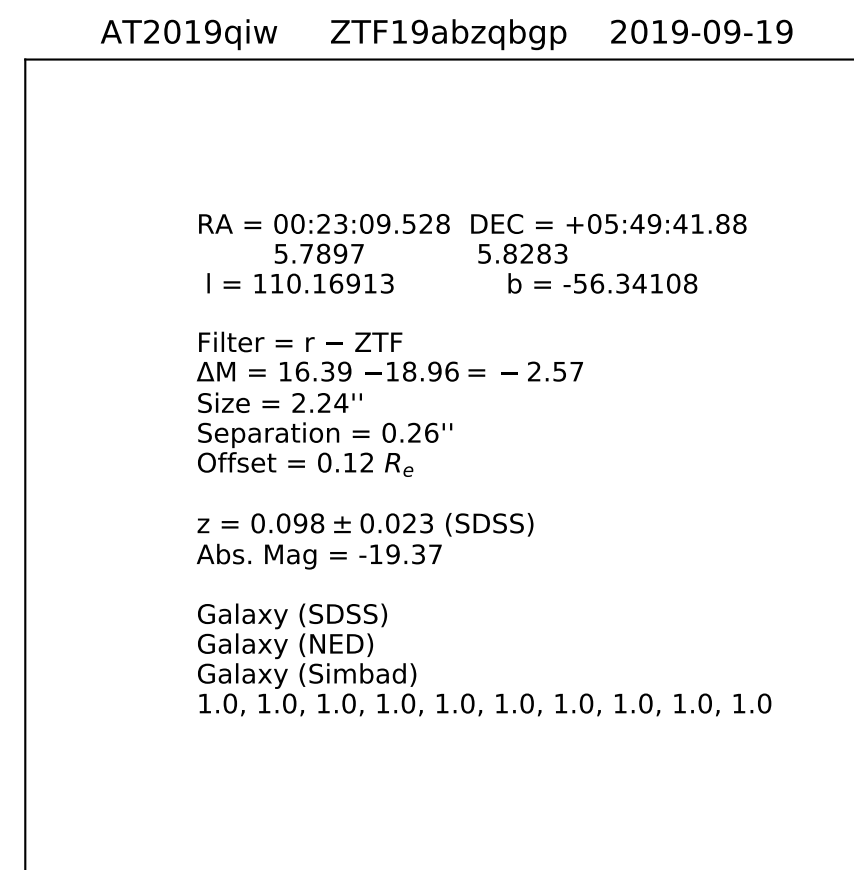 AT2019qiw ZTF19abzqbgp 2019-09-19
RA = 00:23:09.528 DEC = +05:49:41.88
5.7897 5.8283
l = 110.16913 b = -56.34108
Filter = r − ZTF
ΔM = 16.39 −18.96 = − 2.57
Size = 2.24''
Separation = 0.26''
Offset = 0.12 Rₑ
z = 0.098 ± 0.023 (SDSS)
Abs. Mag = -19.37
Galaxy (SDSS)
Galaxy (NED)
Galaxy (Simbad)
1.0, 1.0, 1.0, 1.0, 1.0, 1.0, 1.0, 1.0, 1.0, 1.0